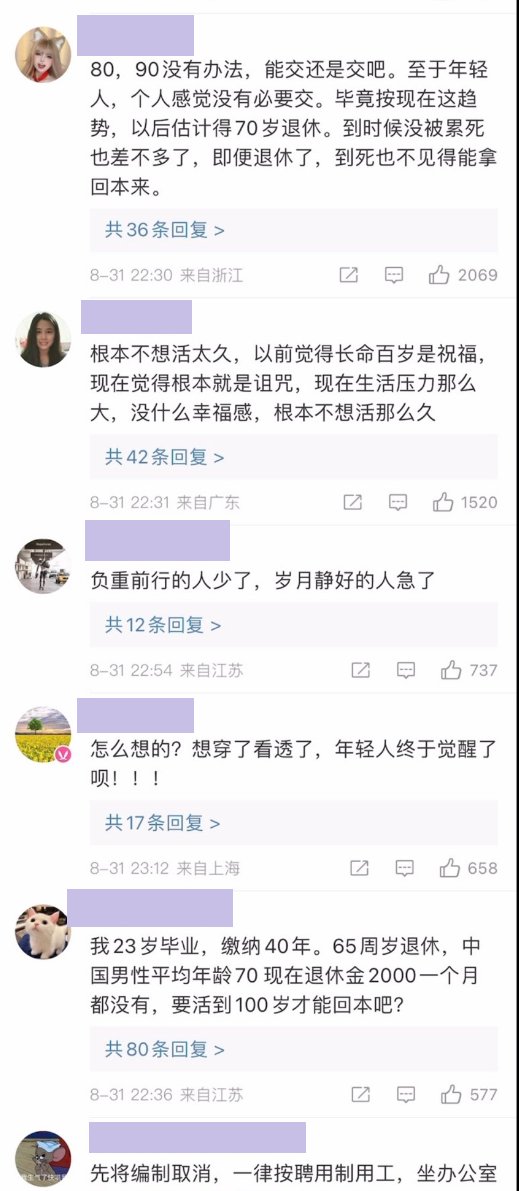 80，90没有办法，能交还是交吧。至于年轻
人，个人感觉没有必要交。毕竟按现在这趋
势，以后估计得70岁退休。到时候没被累死
也差不多了，即便退休了，到死也不见得能拿
回本来。
共36条回复 >
8-31 22:30 来自浙江 2069
根本不想活太久，以前觉得长命百岁是祝福，
现在觉得根本就是诅咒，现在生活压力那么
大，没什么幸福感，根本不想活那么久
共42条回复 >
8-31 22:31 来自广东 1520
负重前行的人少了，岁月静好的人急了
共12条回复 >
8-31 22:54 来自江苏 737
怎么想的？想穿了看透了，年轻人终于觉醒了
呗！！！
共17条回复 >
8-31 23:12 来自上海 658
我23岁毕业，缴纳40年。65周岁退休，中
国男性平均年龄70 现在退休金2000一个月
都没有，要活到100岁才能回本吧？
共80条回复 >
8-31 22:36 来自江苏 577
先将编制取消，一律按聘用制用工，坐办公室